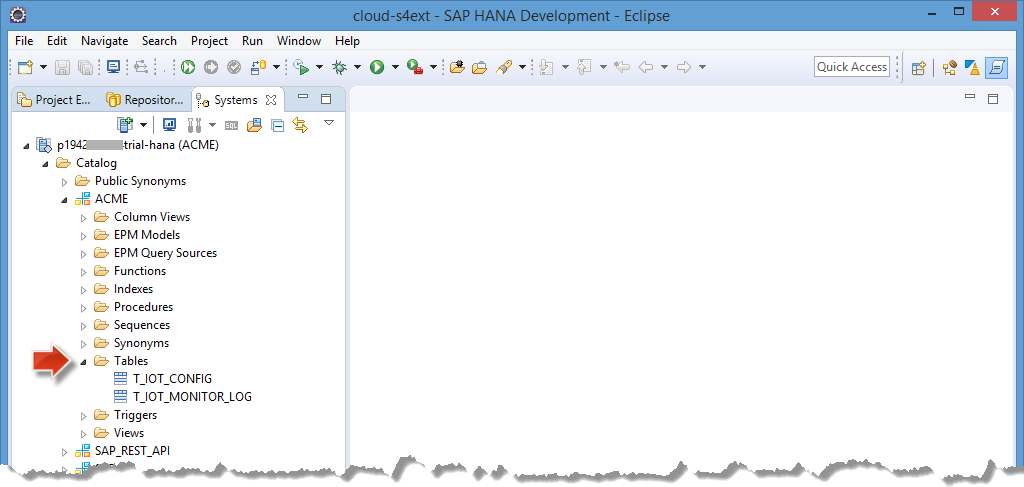 cloud-s4ext - SAP HANA Development - Eclipse
File Edit Navigate Search Project Run Window Help
Quick Access
Project E... Repositor... Systems
SQL
p1942 trial-hana (ACME)
Catalog
Public Synonyms
ACME
Column Views
EPM Models
EPM Query Sources
Functions
Indexes
Procedures
Sequences
Synonyms
Tables
T_IOT_CONFIG
T_IOT_MONITOR_LOG
Triggers
Views
SAP_REST_API